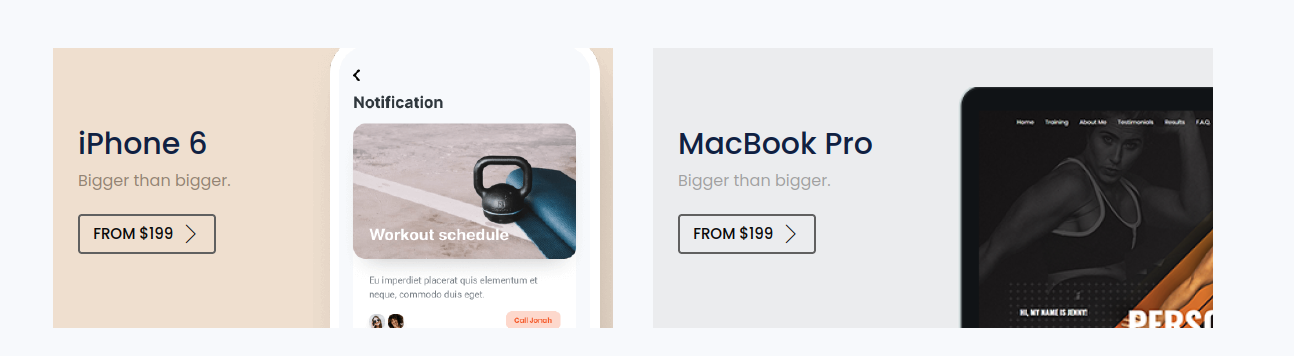 iPhone 6
Bigger than bigger.
FROM $199
Notification
Workout schedule
Eu imperdiet placerat quis elementum et
neque, commodo duis eget.
Call Jonah
MacBook Pro
Bigger than bigger.
FROM $199
Home Training About Me Testimonials Results F.A.Q.
HI, MY NAME IS JENNY!
PERSO